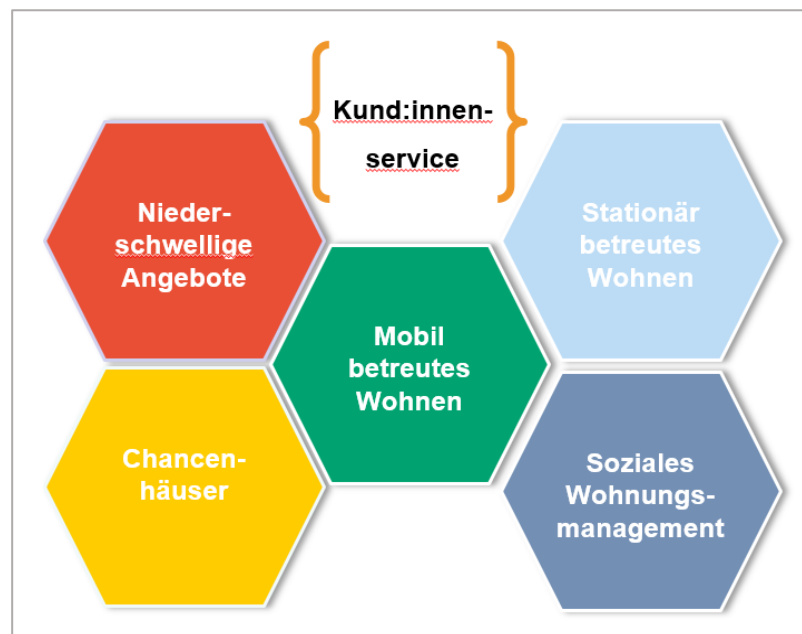 Kund:innen-
service
Nieder-
schwellige
Angebote
Stationär
betreutes
Wohnen
Mobil
betreutes
Wohnen
Chancen-
häuser
Soziales
Wohnungs-
management